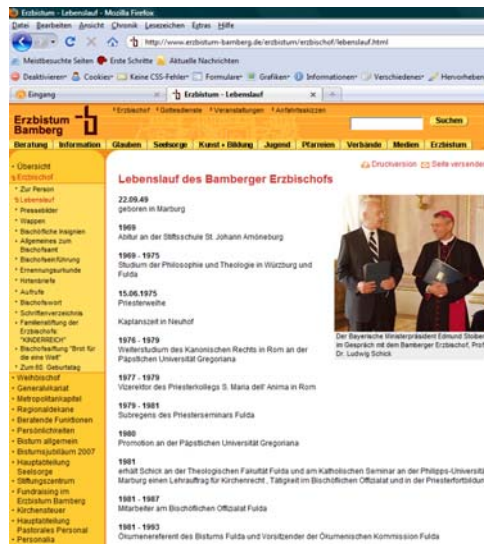 Erzbistum - Lebenslauf - Mozilla Firefox
Datei Bearbeiten Ansicht Chronik Lesezeichen Extras Hilfe
http://www.erzbistum-bamberg.de/erzbistum/erzbischof/lebenslauf.html
Meistbesuchte Seiten Erste Schritte Aktuelle Nachrichten
Deaktivieren Cookies Keine CSS-Fehler Formulare Grafiken Informationen Verschiedenes Hervorheben
Eingang Erzbistum - Lebenslauf
Erzbischof Gottesdienste Veranstaltungen Anfahrtsskizzen
Erzbistum
Bamberg
Suchen
Beratung Information Glauben Seelsorge Kunst + Bildung Jugend Pfarreien Verbände Medien Erzbistum
Druckversion Seite versenden
Übersicht
Erzbischof
Zur Person
Lebenslauf
Pressebilder
Wappen
Bischöfliche Insignien
Allgemeines zum
Bischofsamt
Bischofseinführung
Ernennungsurkunde
Hirtenbriefe
Aufrufe
Bischofswort
Schriftenverzeichnis
Familienstiftung der
Erzbischofs
"KINDERREICH"
Bischofsstiftung "Brot für
die eine Welt"
Zum 60. Geburtstag
Weihbischof
Generalvikariat
Metropolitankapitel
Regionaldekane
Beratende Funktionen
Persönlichkeiten
Bistum allgemein
Bistumsjubiläum 2007
Hauptabteilung
Seelsorge
Stiftungszentrum
Fundraising im
Erzbistum Bamberg
Kirchensteuer
Hauptabteilung
Pastorales Personal
Personalia
Lebenslauf des Bamberger Erzbischofs
22.09.49
geboren in Marburg
1969
Abitur an der Stiftsschule St. Johann Amöneburg
1969 - 1975
Studium der Philosophie und Theologie in Würzburg und
Fulda
15.06.1975
Priesterweihe
Kaplanszeit in Neuhof
1976 - 1979
Weiterstudium des Kanonischen Rechts in Rom an der
Päpstlichen Universität Gregoriana
1977 - 1979
Vizerektor des Priesterkollegs S. Maria dell' Anima in Rom
1979 - 1981
Subregens des Priesterseminars Fulda
1980
Promotion an der Päpstlichen Universität Gregoriana
1981
erhält Schick an der Theologischen Fakultät Fulda und am Katholischen Seminar an der Philipps-Universität
Marburg einen Lehrauftrag für Kirchenrecht, Tätigkeit im Bischöflichen Offizialat und in der Priesterfortbildung
1981 - 1987
Mitarbeiter am Bischöflichen Offizialat Fulda
1981 - 1993
Ökumenereferent des Bistums Fulda und Vorsitzender der Ökumenischen Kommission Fulda
Der Bayerische Ministerpräsident Edmund Stoiber
im Gespräch mit dem Bamberger Erzbischof, Prof.
Dr. Ludwig Schick